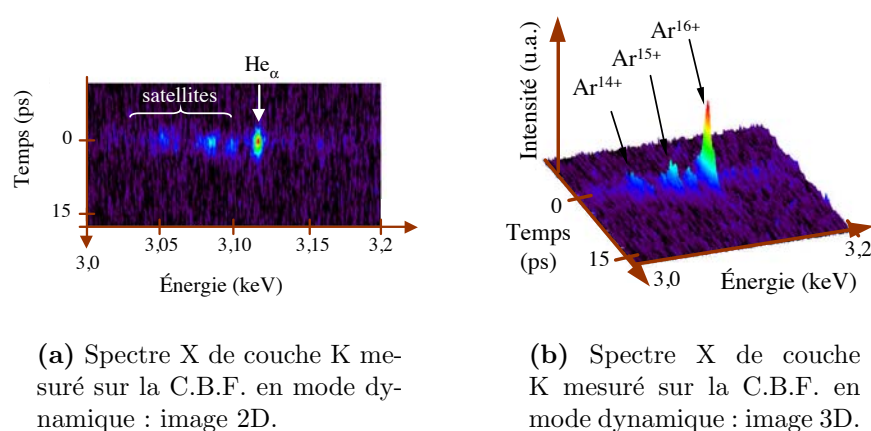 He_α
satellites
Temps (ps)
0
15
3,0
3,05
3,10
3,15
3,2
Énergie (keV)
(a) Spectre X de couche K me-
suré sur la C.B.F. en mode dy-
namique : image 2D.
Intensité (u.a.)
Ar¹⁶⁺
Ar¹⁵⁺
Ar¹⁴⁺
0
Temps
(ps)
15
3,0
3,2
Énergie (keV)
(b) Spectre X de couche
K mesuré sur la C.B.F. en
mode dynamique : image 3D.